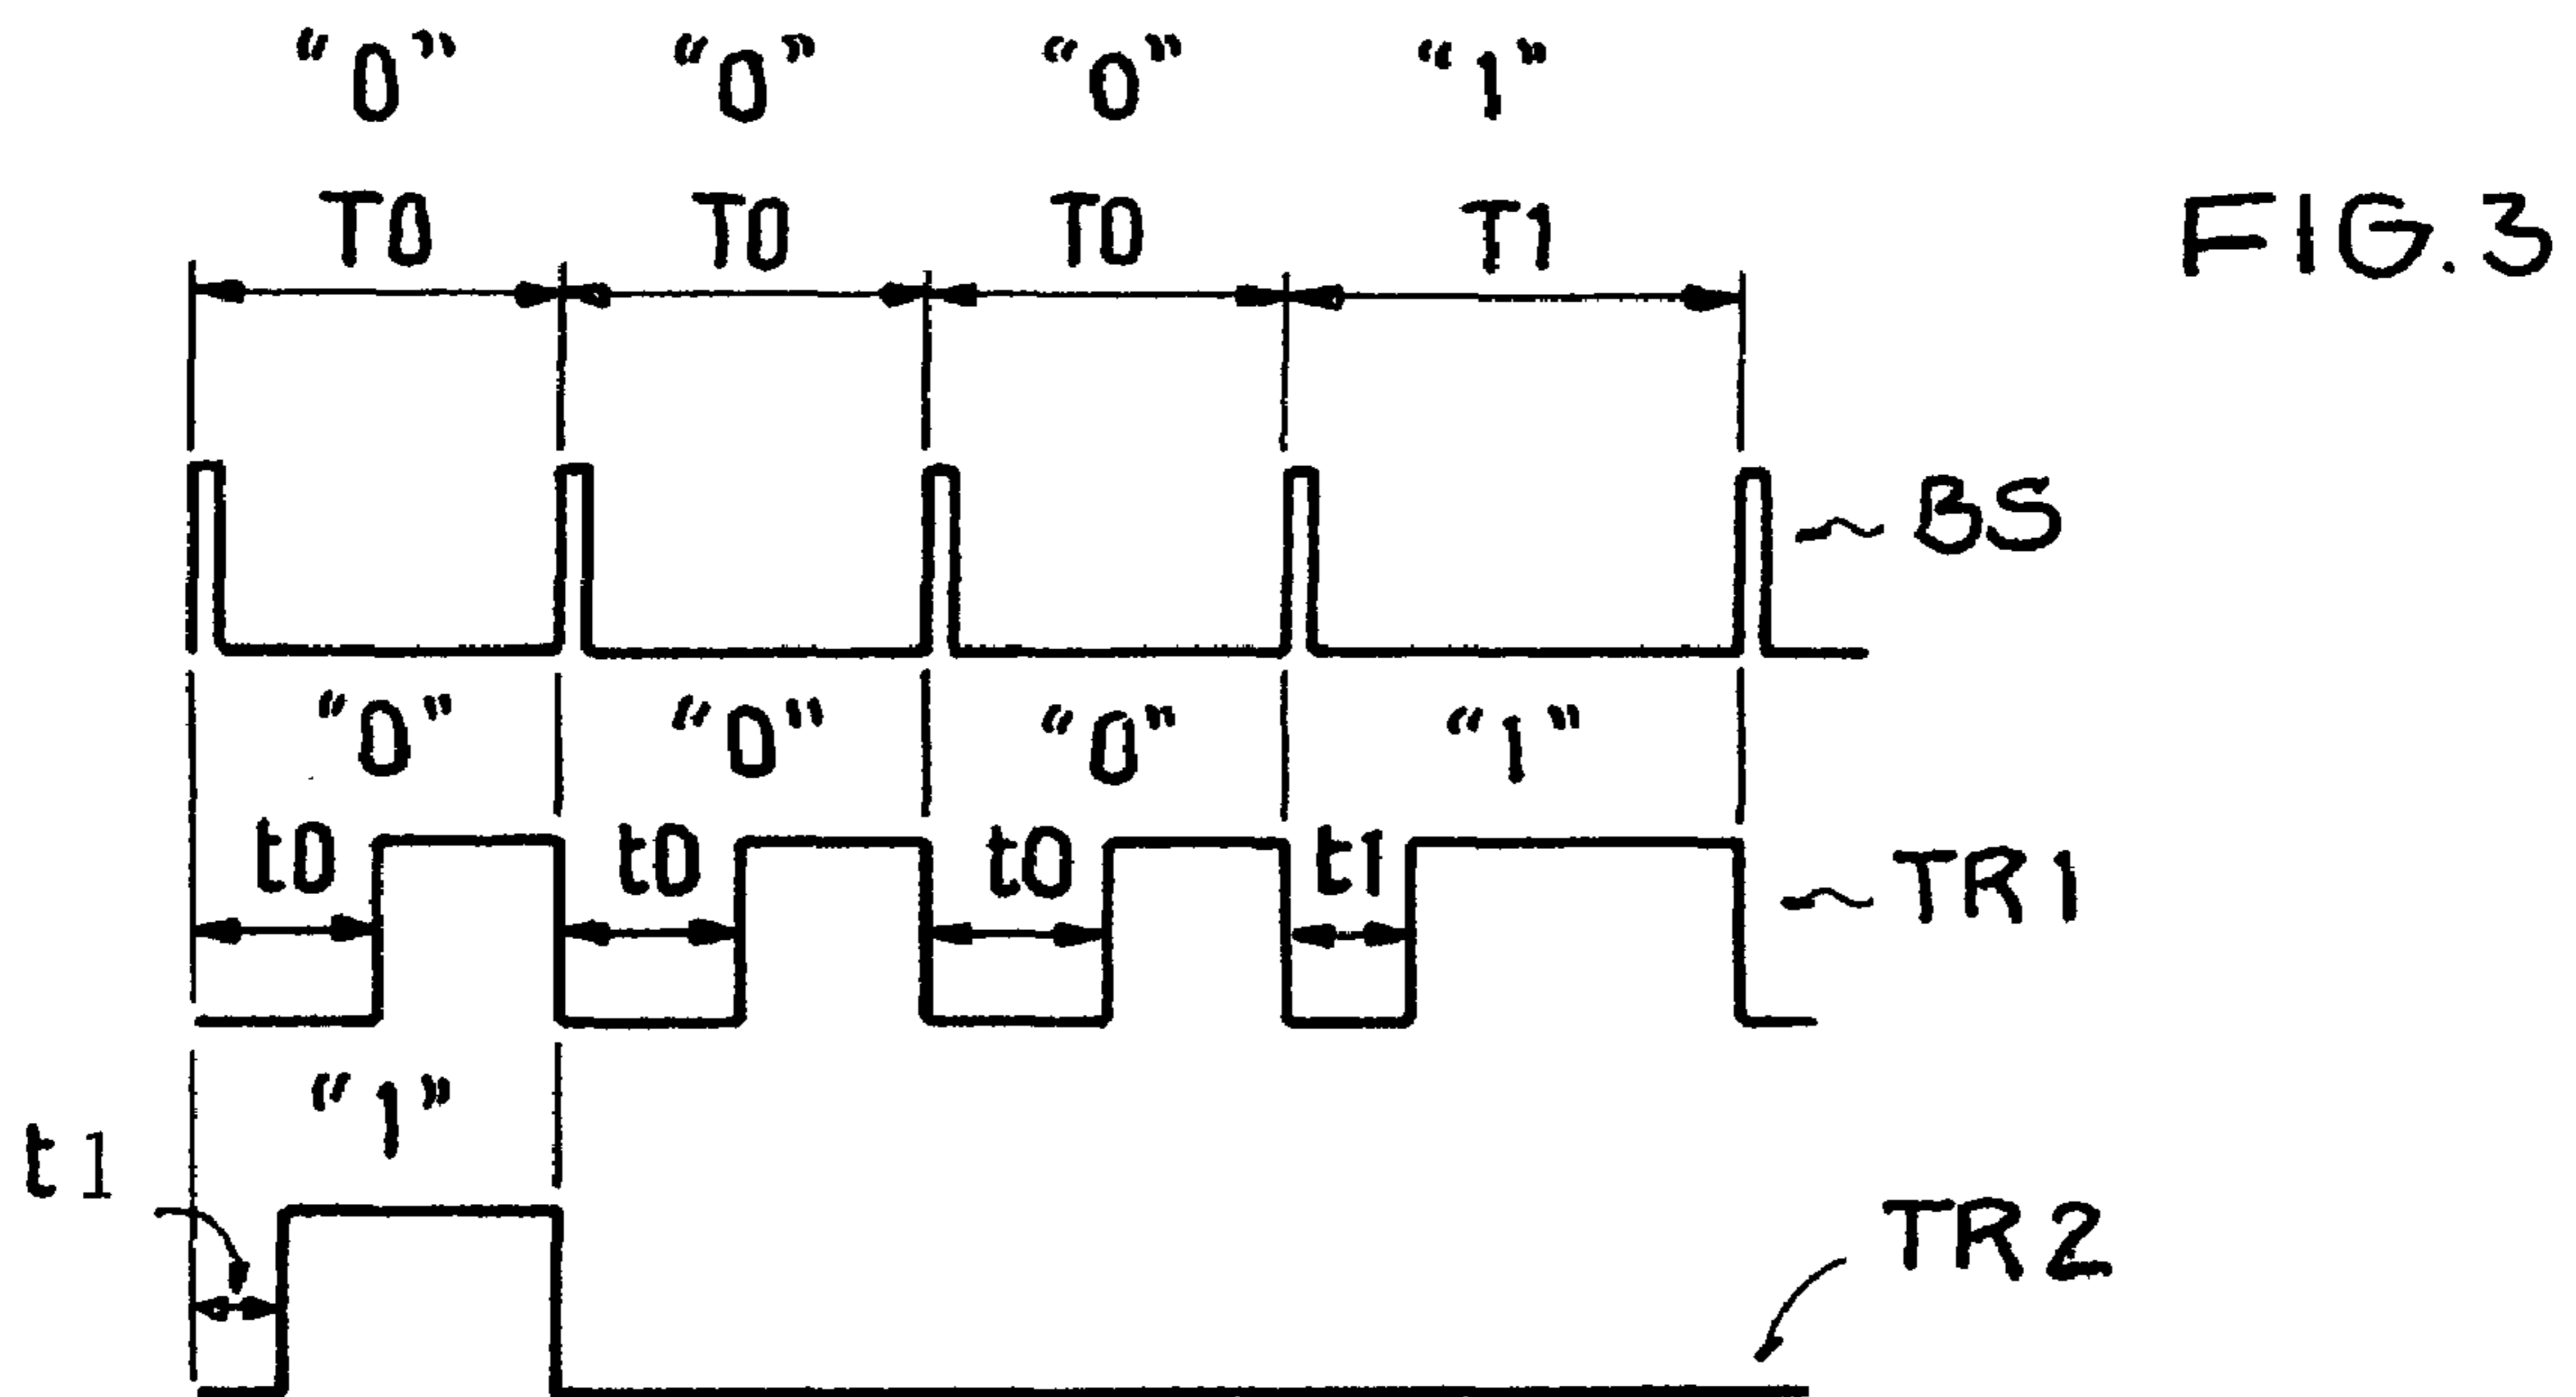 “0” “0” “0” “1”
T0 T0 T0 T1
FIG. 3
BS
“0” “0” “0” “1”
t0 t0 t0 t1
TR1
“1”
t1
TR2